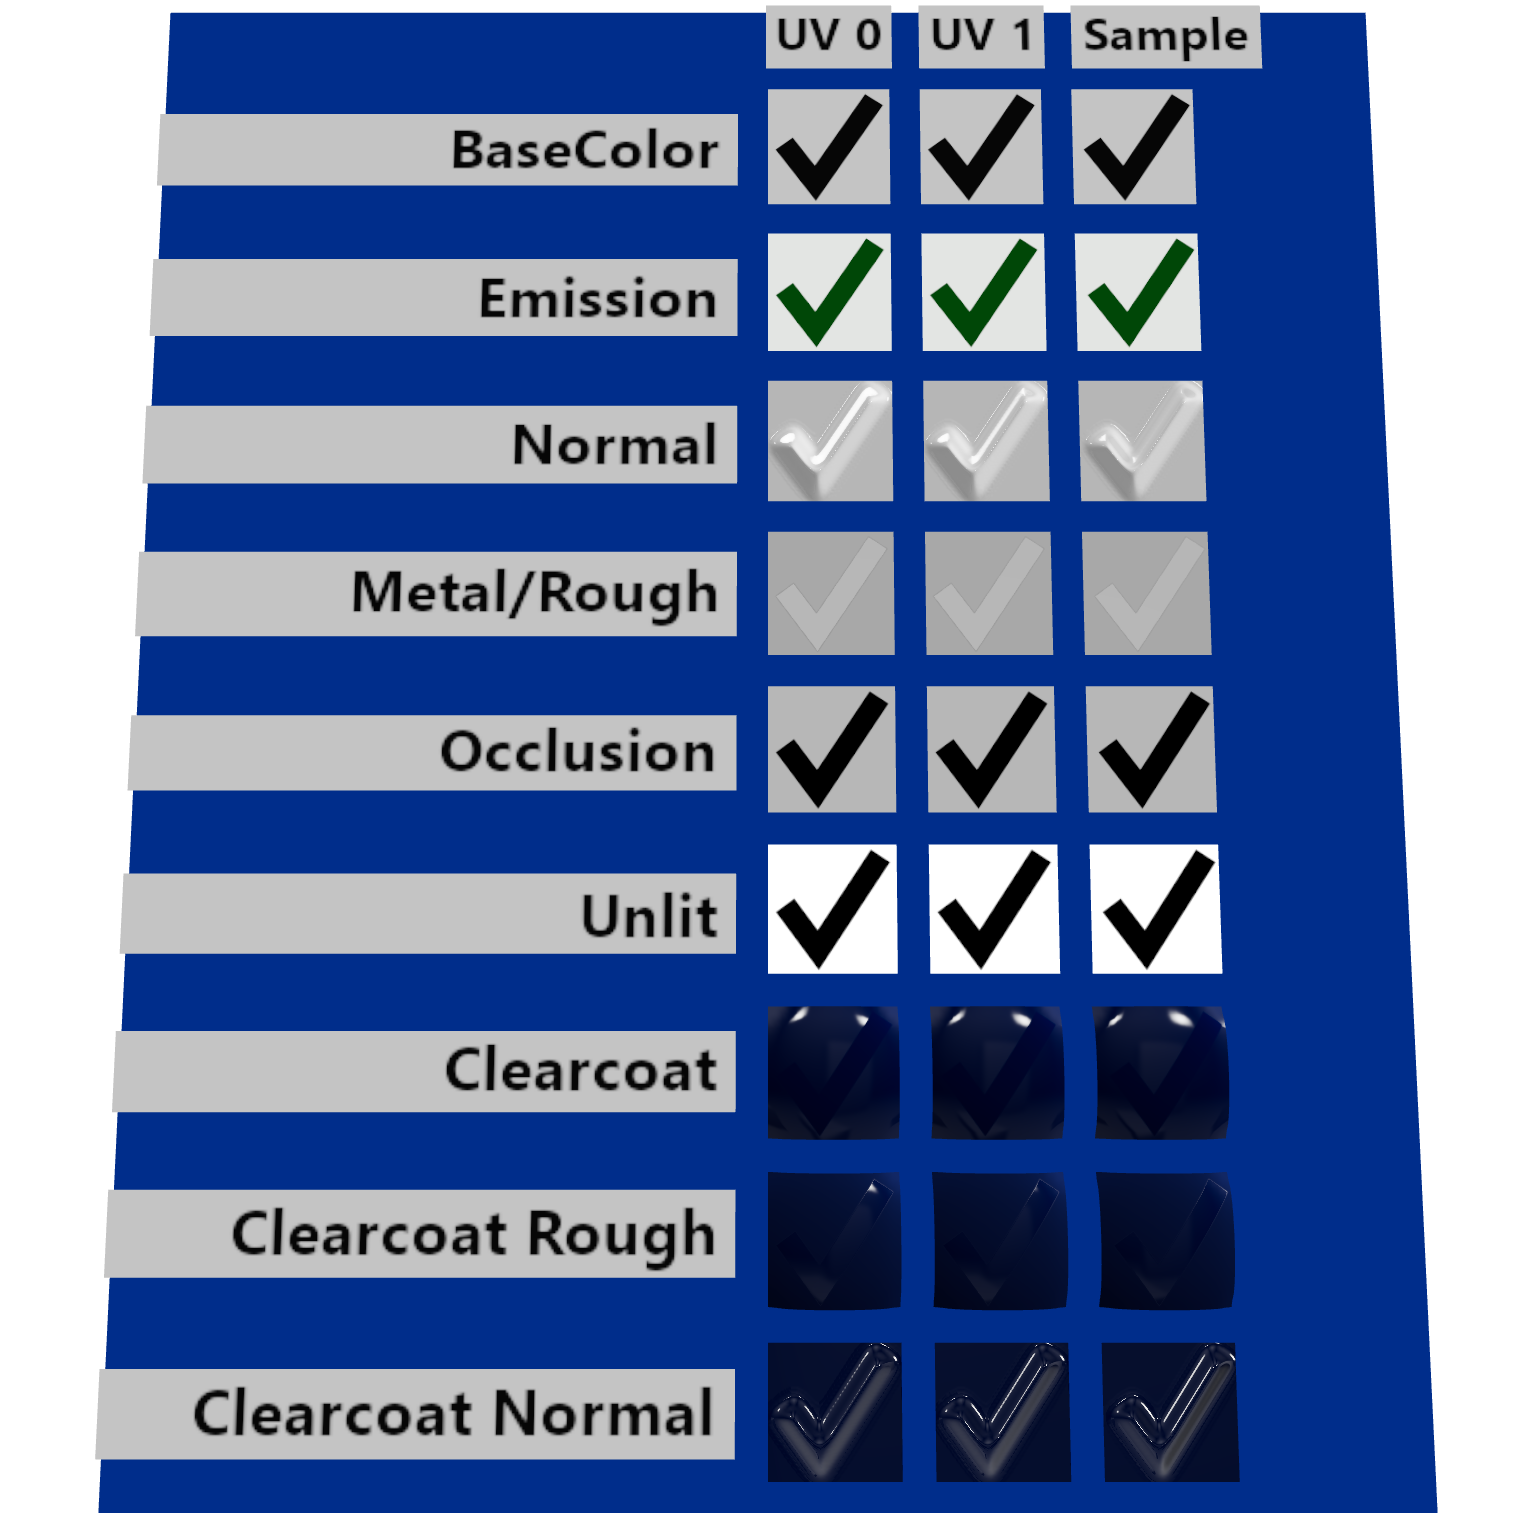 UV 0 UV 1 Sample
BaseColor
Emission
Normal
Metal/Rough
Occlusion
Unlit
Clearcoat
Clearcoat Rough
Clearcoat Normal